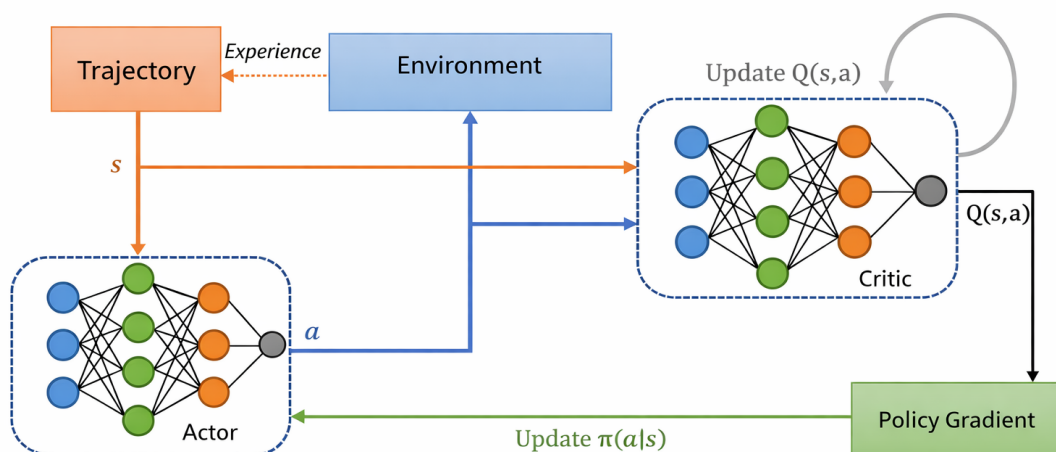 Trajectory
Experience
Environment
Update Q(s,a)
s
Q(s,a)
Critic
a
Actor
Policy Gradient
Update π(a|s)